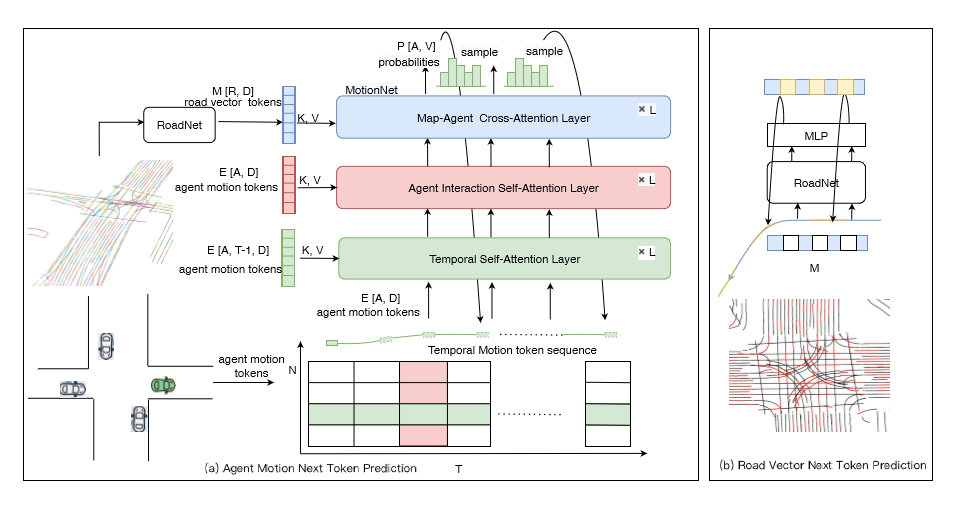 P [A, V]
probabilities
sample
sample
M [R, D]
road vector tokens
MotionNet
RoadNet
K, V
Map-Agent Cross-Attention Layer
✖ L
E [A, D]
agent motion tokens
K, V
Agent Interaction Self-Attention Layer
✖ L
E [A, T-1, D]
agent motion tokens
K, V
Temporal Self-Attention Layer
✖ L
E [A, D]
agent motion tokens
Temporal Motion token sequence
agent motion
tokens
N
T
(a) Agent Motion Next Token Prediction
MLP
RoadNet
M
(b) Road Vector Next Token Prediction